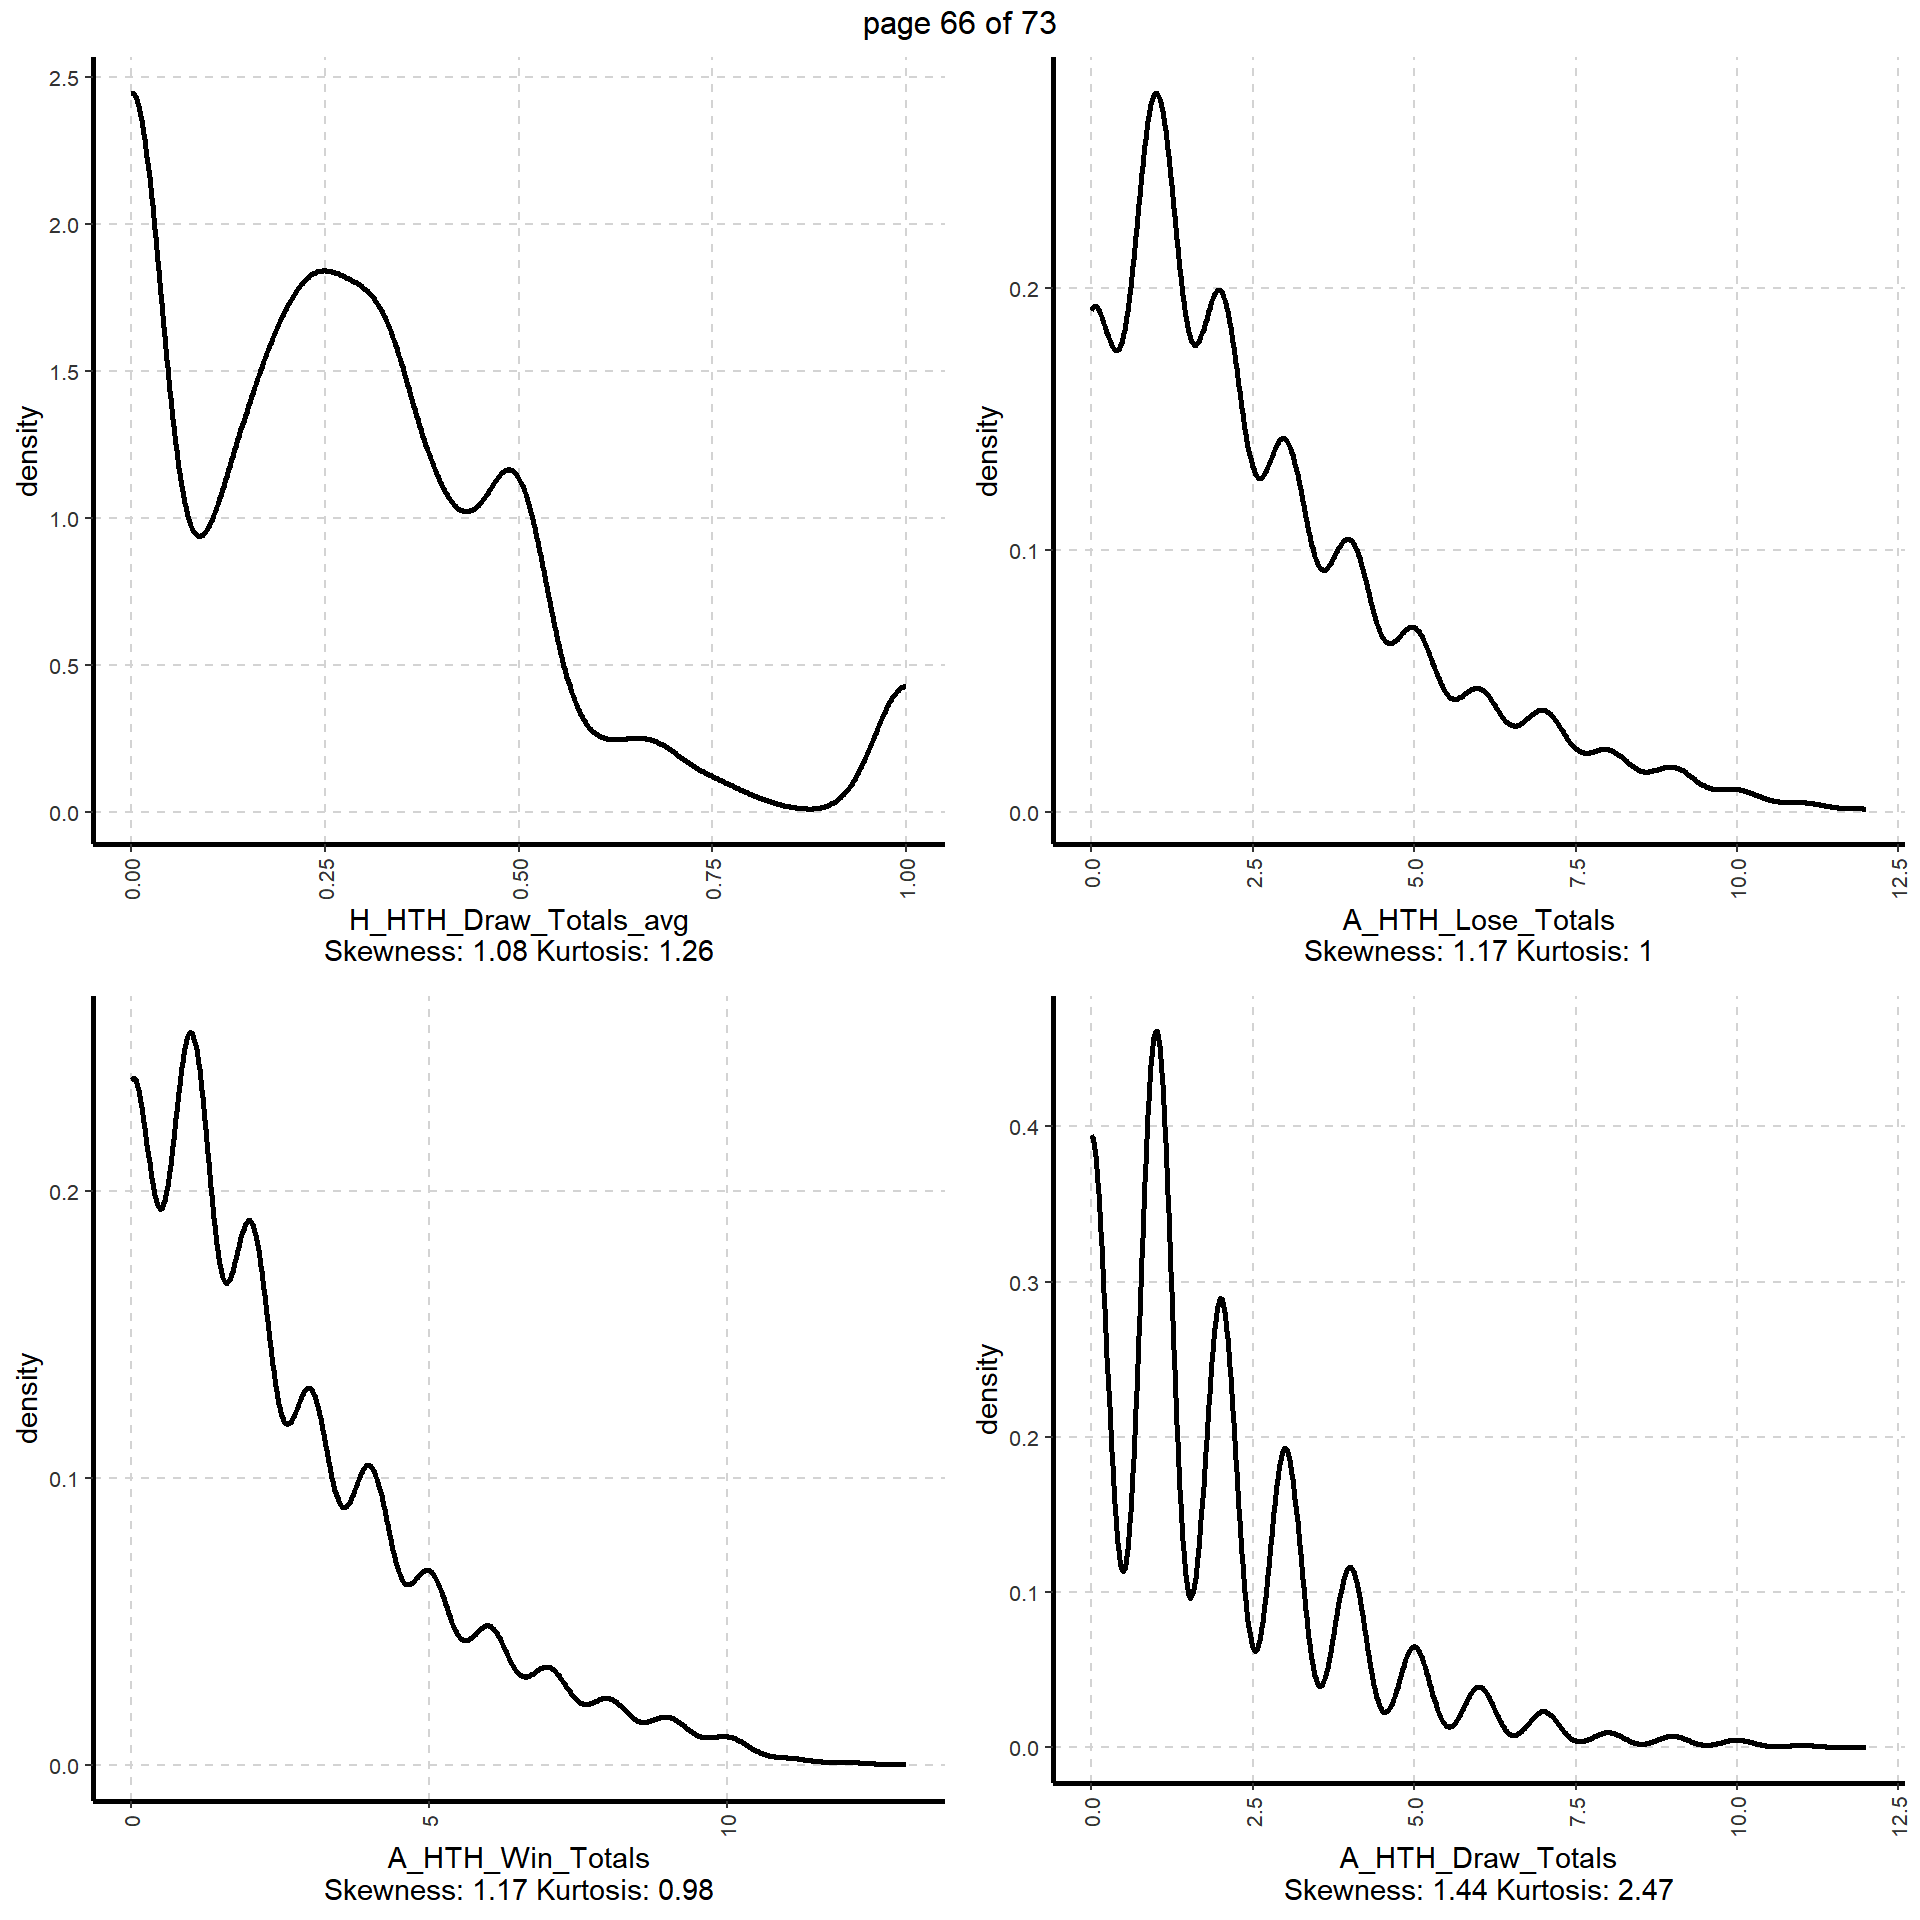 page 66 of 73
2.5
2.0
1.5
1.0
0.5
0.0
density
0.00
0.25
0.50
0.75
1.00
H_HTH_Draw_Totals_avg
Skewness: 1.08 Kurtosis: 1.26
0.2
0.1
0.0
density
0.0
2.5
5.0
7.5
10.0
12.5
A_HTH_Lose_Totals
Skewness: 1.17 Kurtosis: 1
0.2
0.1
0.0
density
0
5
10
A_HTH_Win_Totals
Skewness: 1.17 Kurtosis: 0.98
0.4
0.3
0.2
0.1
0.0
density
0.0
2.5
5.0
7.5
10.0
12.5
A_HTH_Draw_Totals
Skewness: 1.44 Kurtosis: 2.47